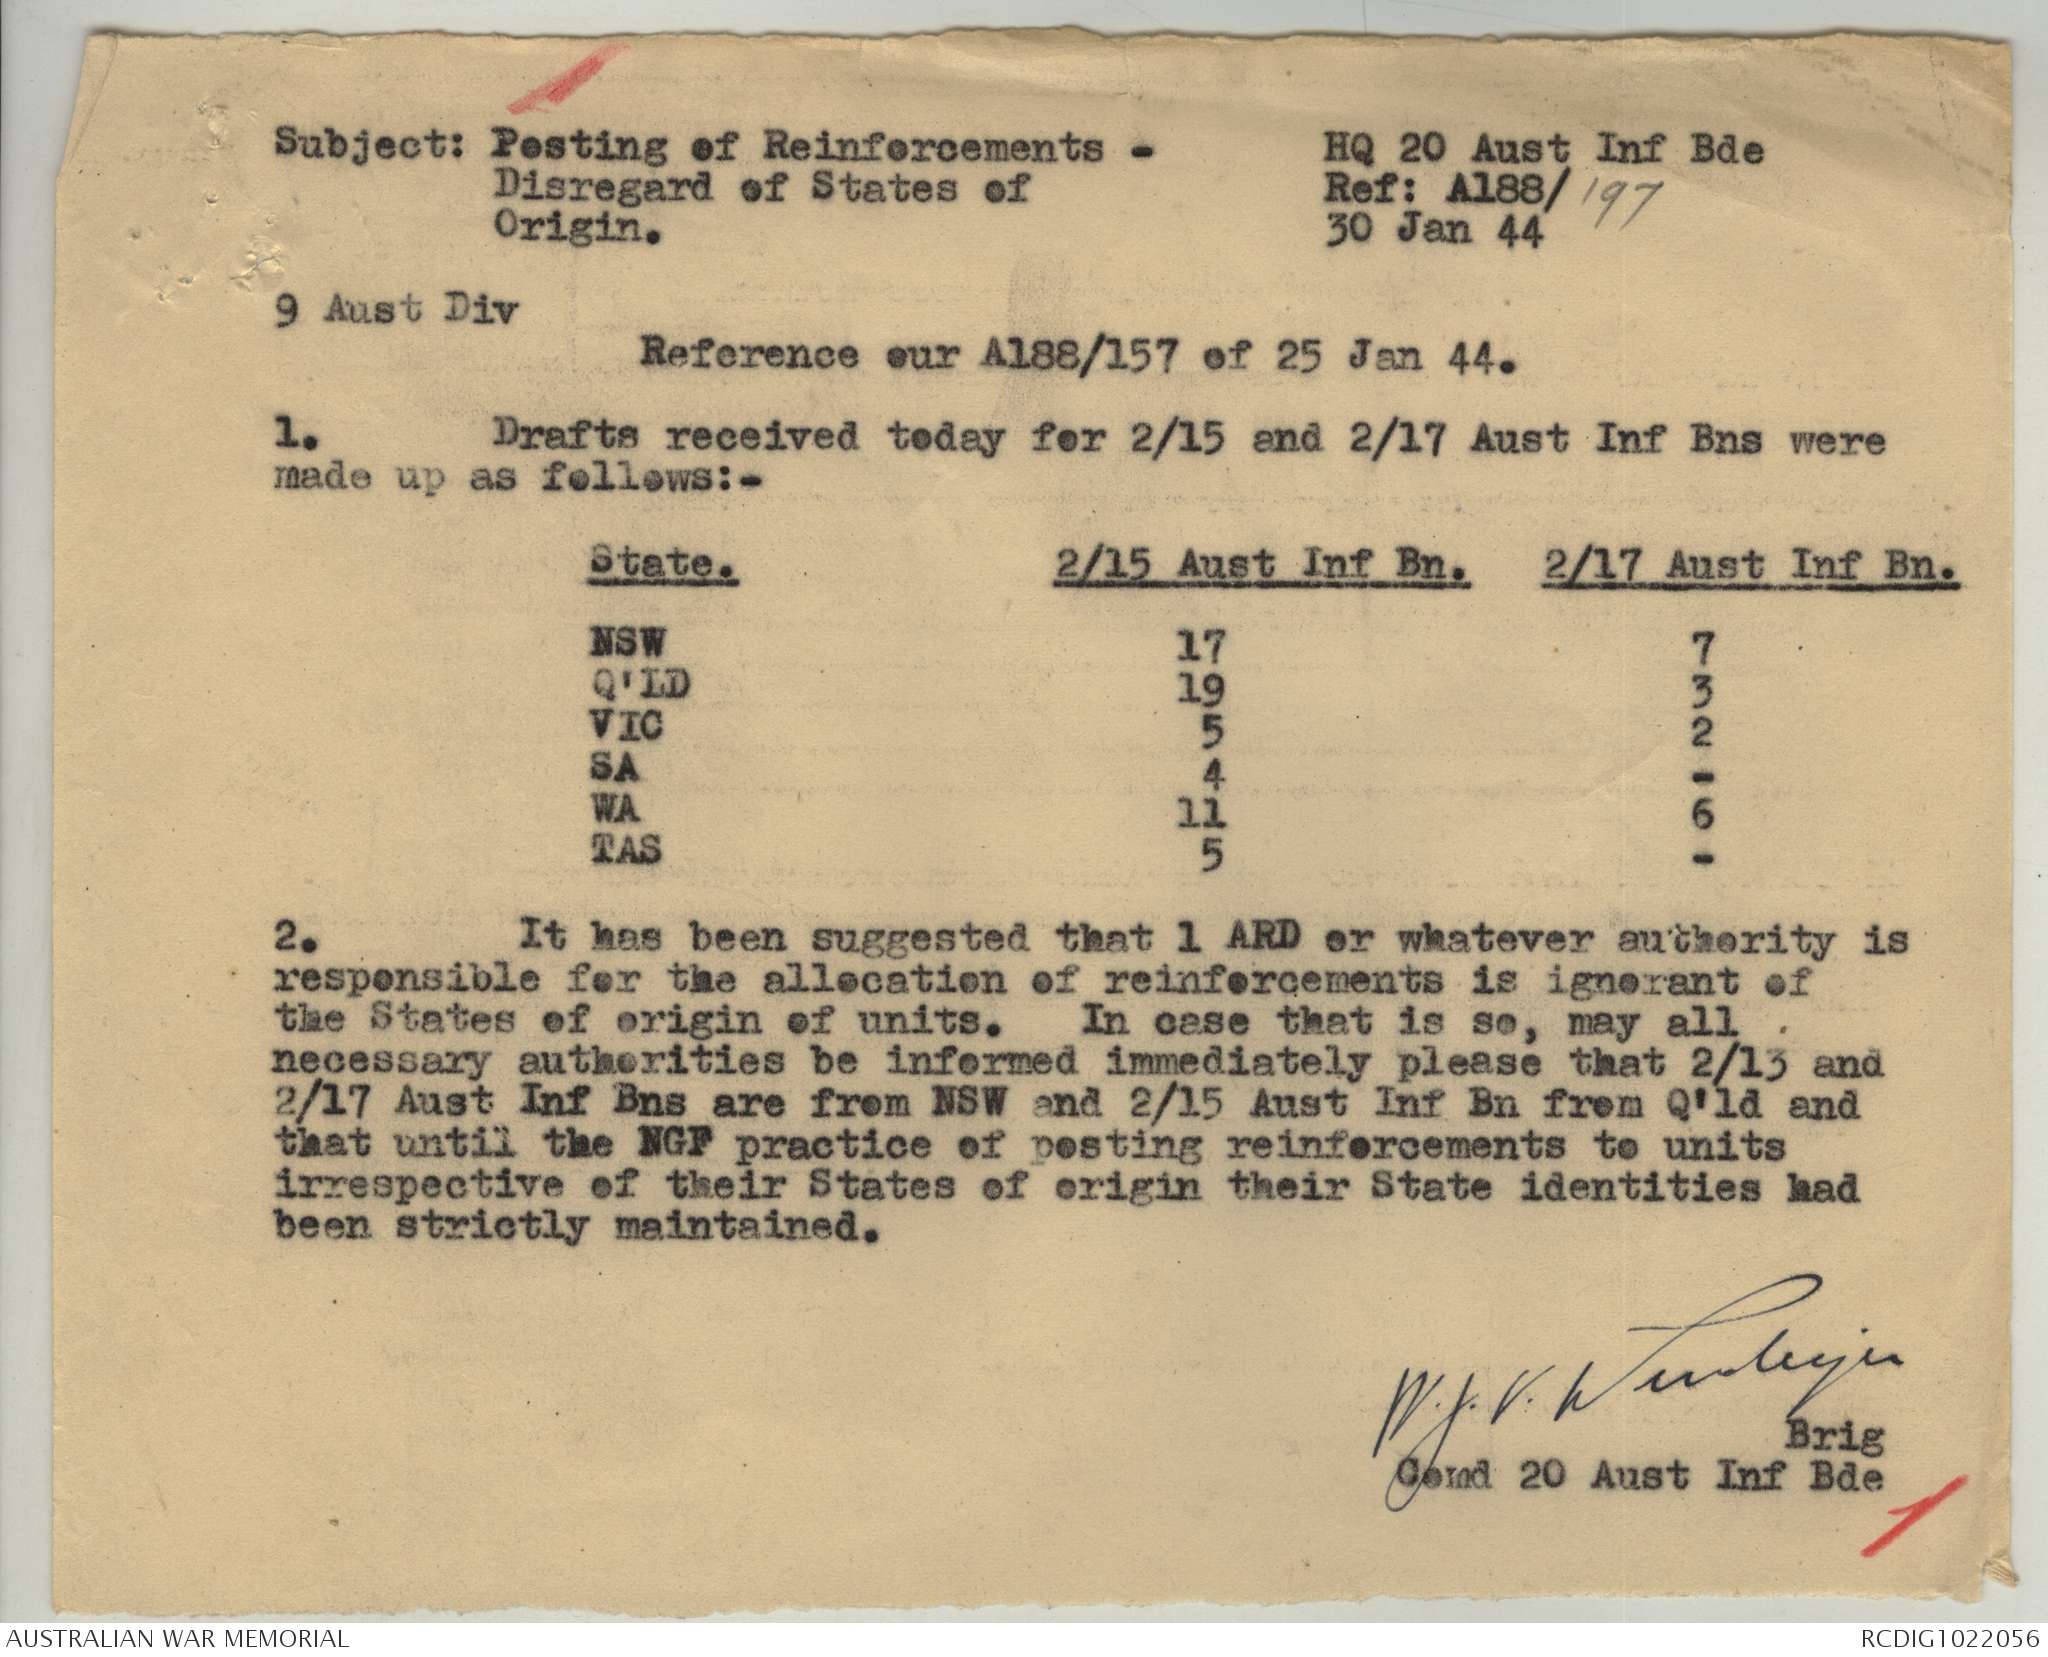 Subject: Posting of Reinforcements - HQ 20 Aust Inf Bde
Disregard of States of Ref: A188/197
Origin. 30 Jan 44
9 Aust Div
Reference our A188/157 of 25 Jan 44.
1. Drafts received today for 2/15 and 2/17 Aust Inf Bns were
made up as follows:-
State. 2/15 Aust Inf Bn. 2/17 Aust Inf Bn.
NSW 17 7
Q'LD 19 3
VIC 5 2
SA 4 -
WA 11 6
TAS 5 -
2. It has been suggested that 1 ARD or whatever authority is
responsible for the allocation of reinforcements is ignorant of
the States of origin of units. In case that is so, may all
necessary authorities be informed immediately please that 2/13 and
2/17 Aust Inf Bns are from NSW and 2/15 Aust Inf Bn from Q'ld and
that until the NGF practice of posting reinforcements to units
irrespective of their States of origin their State identities had
been strictly maintained.
W.J.V. Windeyer
Brig
Comd 20 Aust Inf Bde
AUSTRALIAN WAR MEMORIAL RCDIG1022056